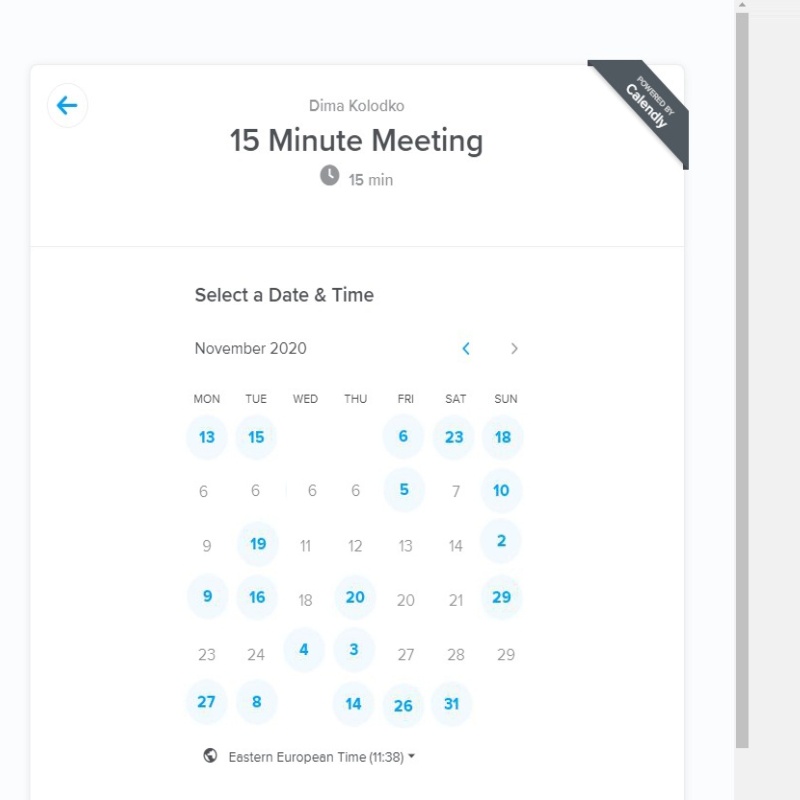 POWERED BY
Calendly
Dima Kolodko
15 Minute Meeting
15 min
Select a Date & Time
November 2020
MON TUE WED THU FRI SAT SUN
13 15 6 23 18
6 6 6 6 5 7 10
9 19 11 12 13 14 2
9 16 18 20 20 21 29
23 24 4 3 27 28 29
27 8 14 26 31
Eastern European Time (11:38)